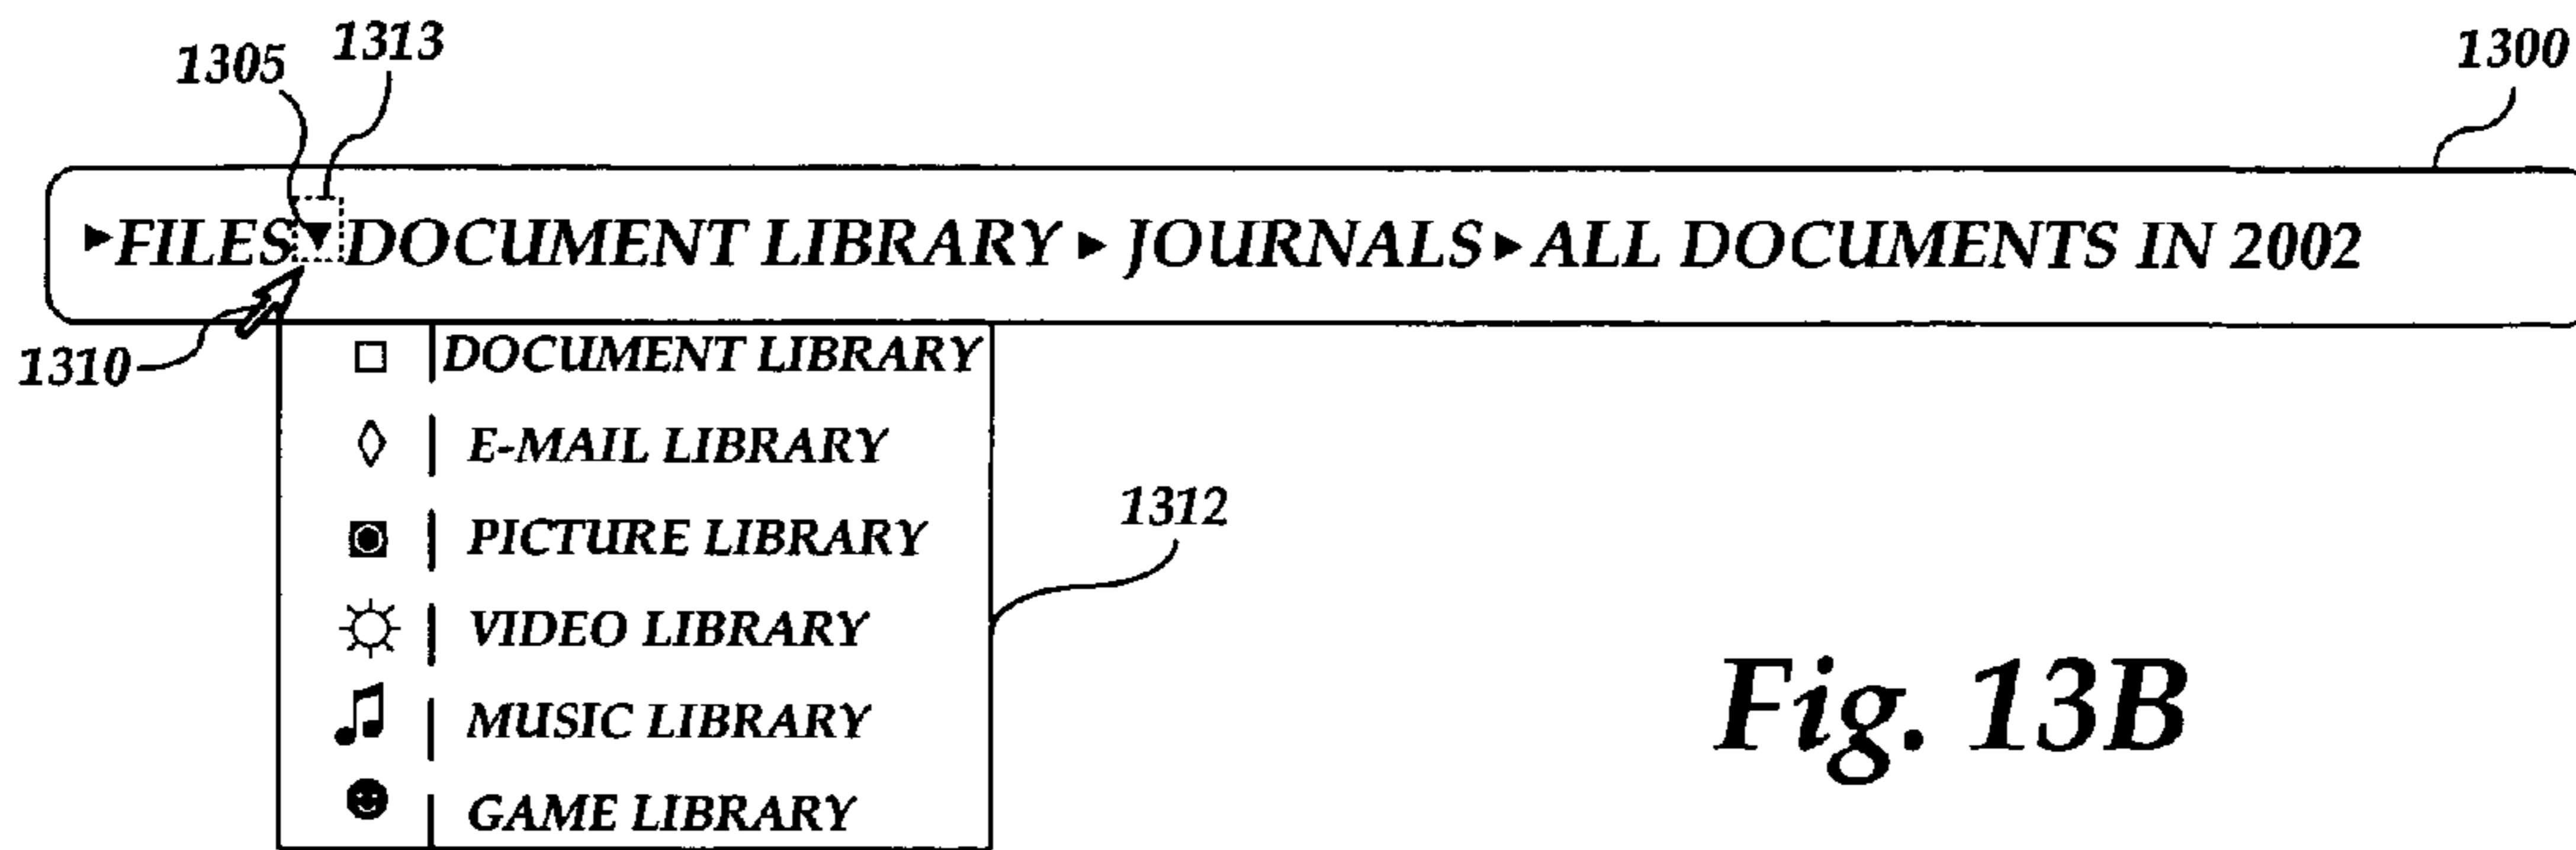 1305 1313 1300
▶FILES▼DOCUMENT LIBRARY ▶ JOURNALS ▶ ALL DOCUMENTS IN 2002
1310
DOCUMENT LIBRARY
E-MAIL LIBRARY
PICTURE LIBRARY
1312
VIDEO LIBRARY
MUSIC LIBRARY
GAME LIBRARY
Fig. 13B